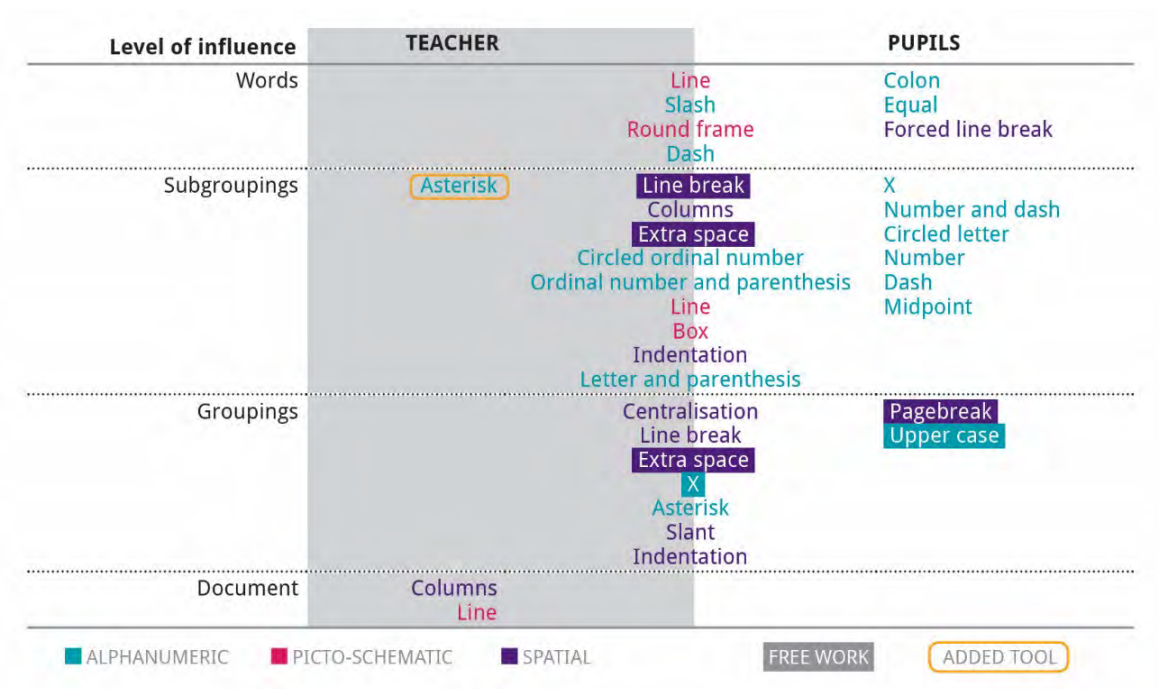 Level of influence TEACHER PUPILS
Words Line Colon
Slash Equal
Round frame Forced line break
Dash
Subgroupings Asterisk Line break X
Columns Number and dash
Extra space Circled letter
Circled ordinal number Number
Ordinal number and parenthesis Dash
Line Midpoint
Box
Indentation
Letter and parenthesis
Groupings Centralisation Pagebreak
Line break Upper case
Extra space
X
Asterisk
Slant
Indentation
Document Columns
Line
ALPHANUMERIC PICTO-SCHEMATIC SPATIAL FREE WORK ADDED TOOL